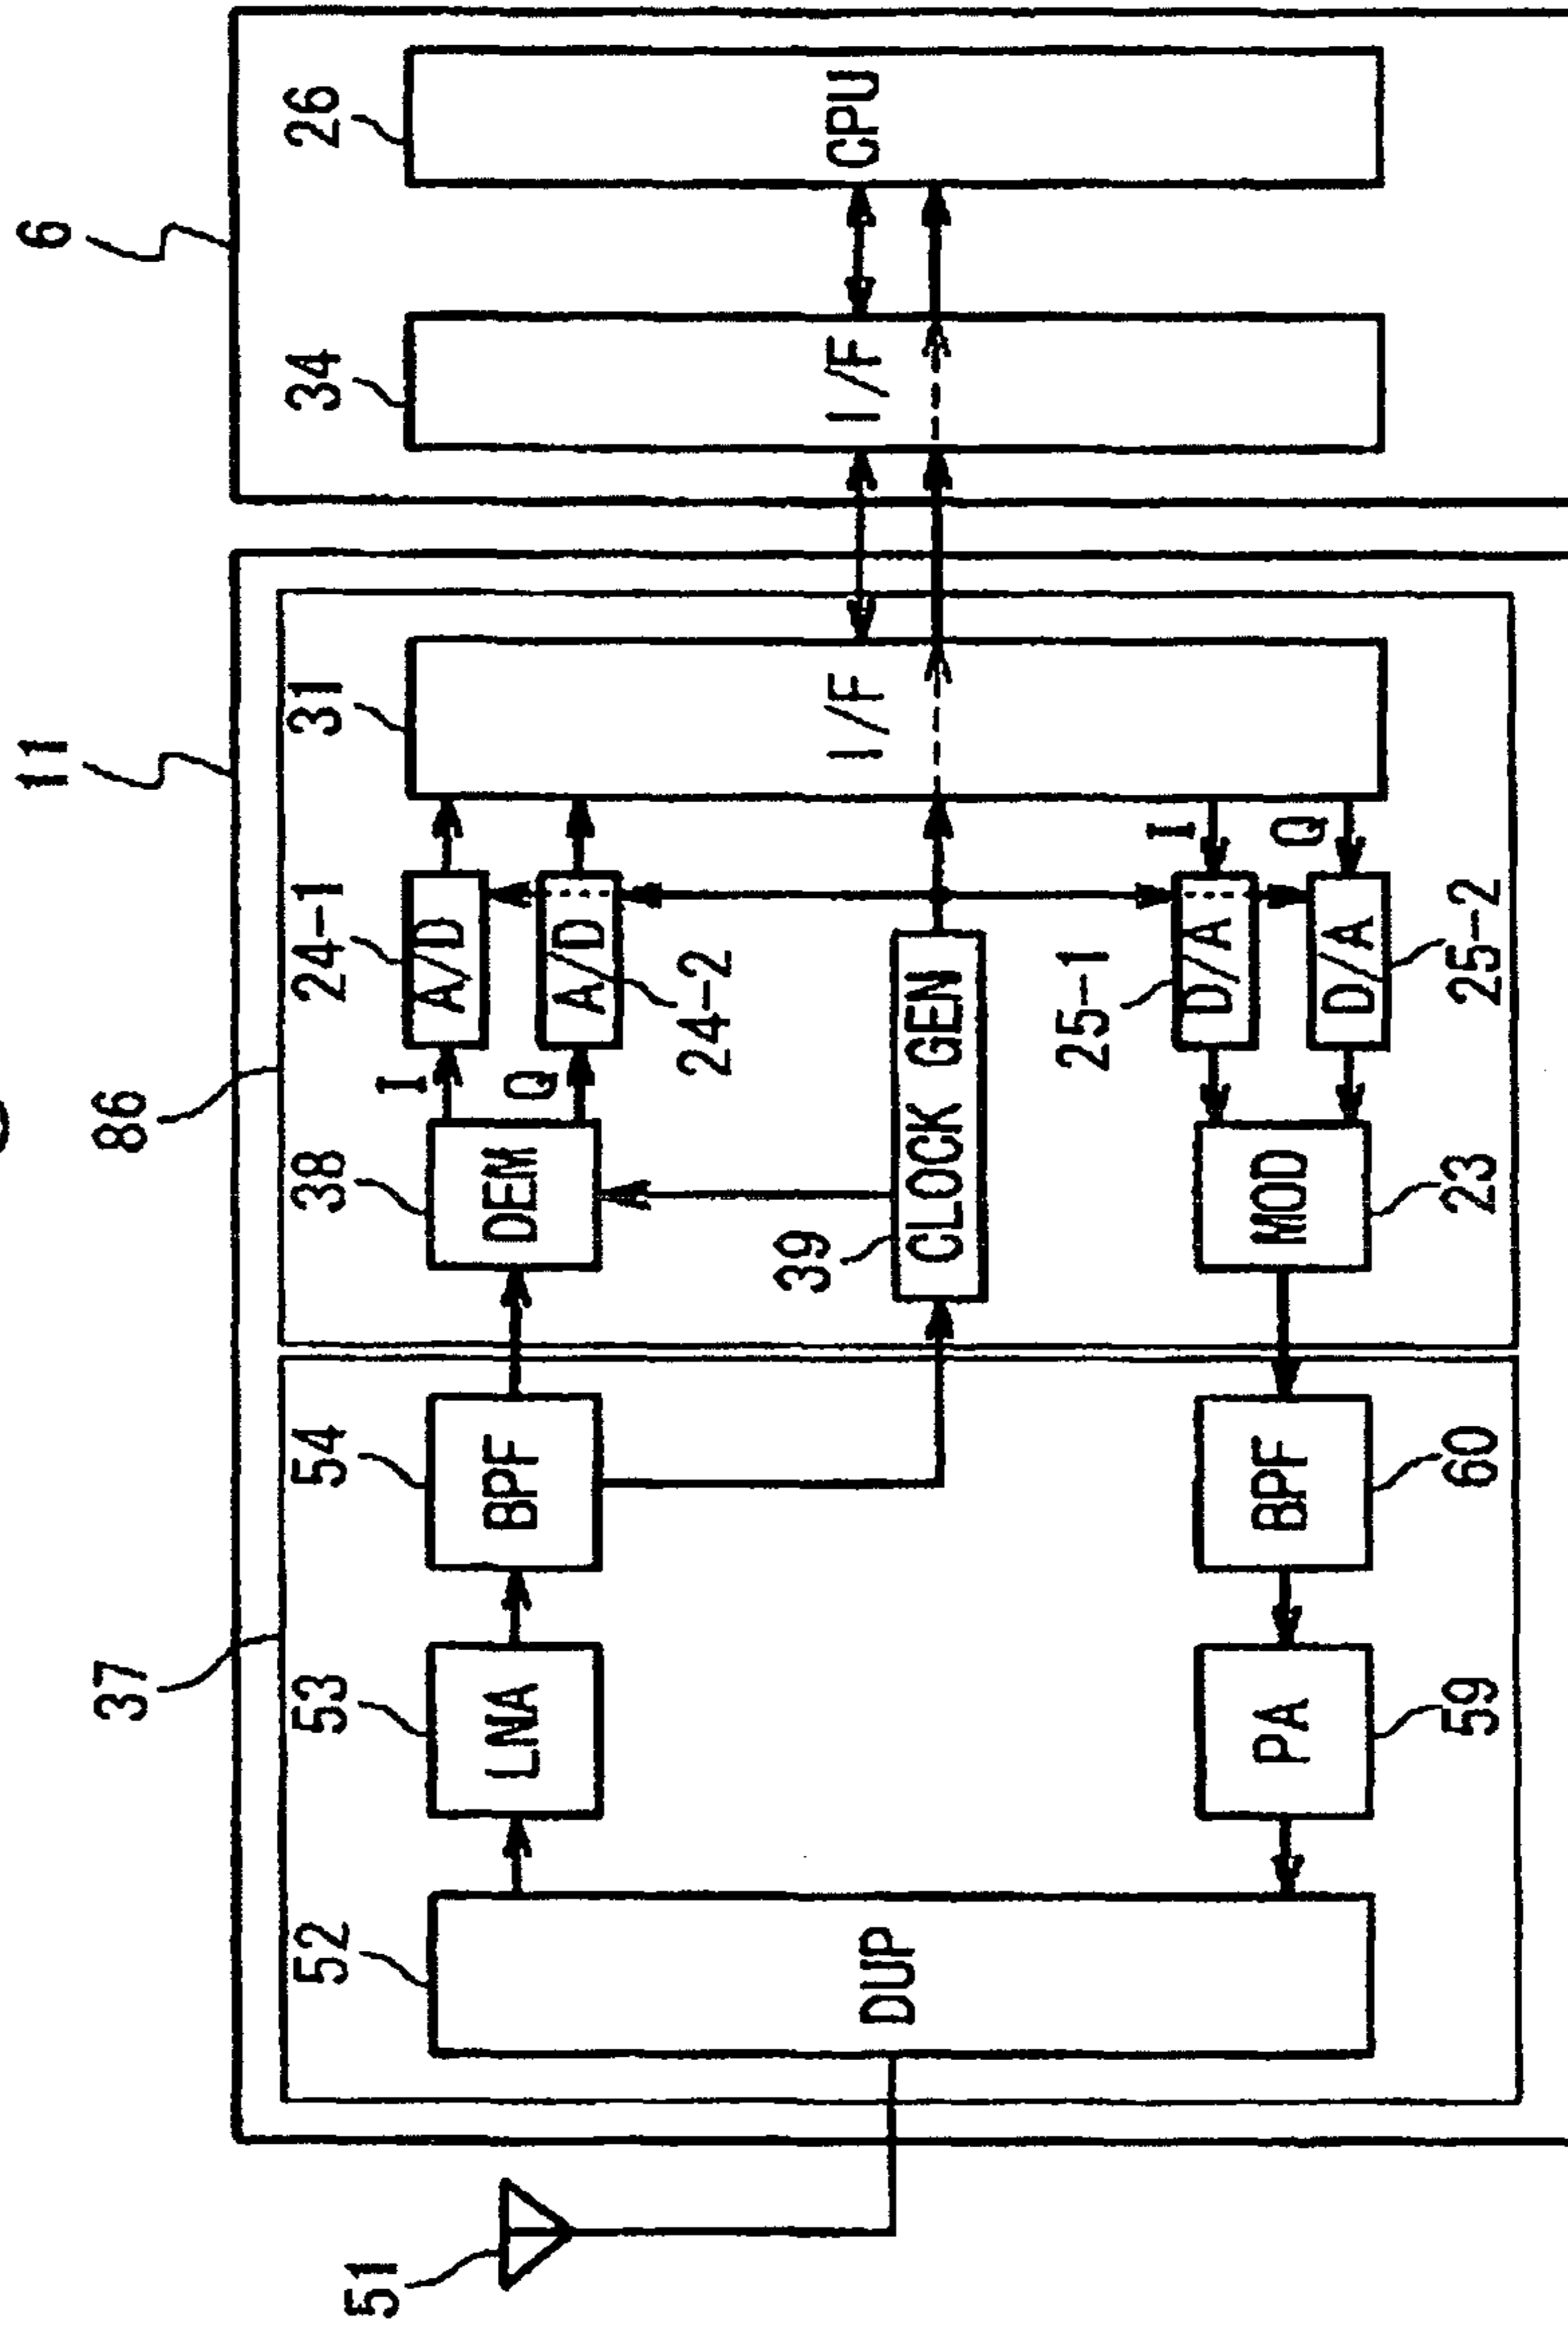 11
6
37
86
51
52
53
54
38
24-1
31
34
26
I
DUP
LNA
BPF
DEM
A/D
I/F
I/F
CPU
Q
A/D
24-2
39
CLOCK GEN
25-1
I
PA
BPF
MOD
D/A
Q
D/A
59
60
23
25-2